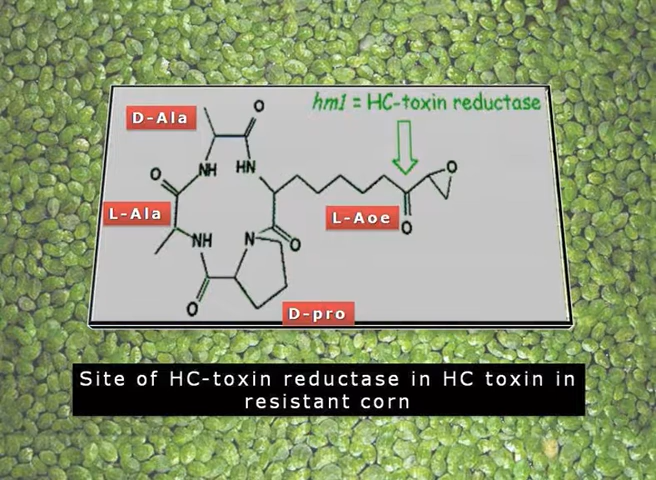 hm1 = HC-toxin reductase
D-Ala
O
NH
HN
O
O
L-Ala
L-Aoe
O
NH
N
O
O
D-pro
Site of HC-toxin reductase in HC toxin in
resistant corn